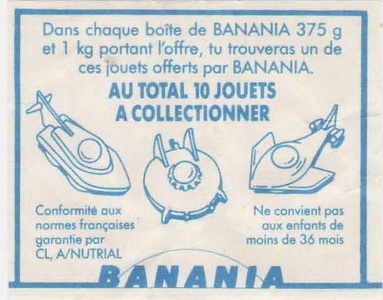 Dans chaque boîte de BANANIA 375 g
et 1 kg portant l'offre, tu trouveras un de
ces jouets offerts par BANANIA.
AU TOTAL 10 JOUETS
A COLLECTIONNER
Conformité aux
normes françaises
garantie par
CL, A/NUTRIAL
Ne convient pas
aux enfants de
moins de 36 mois
BANANIA